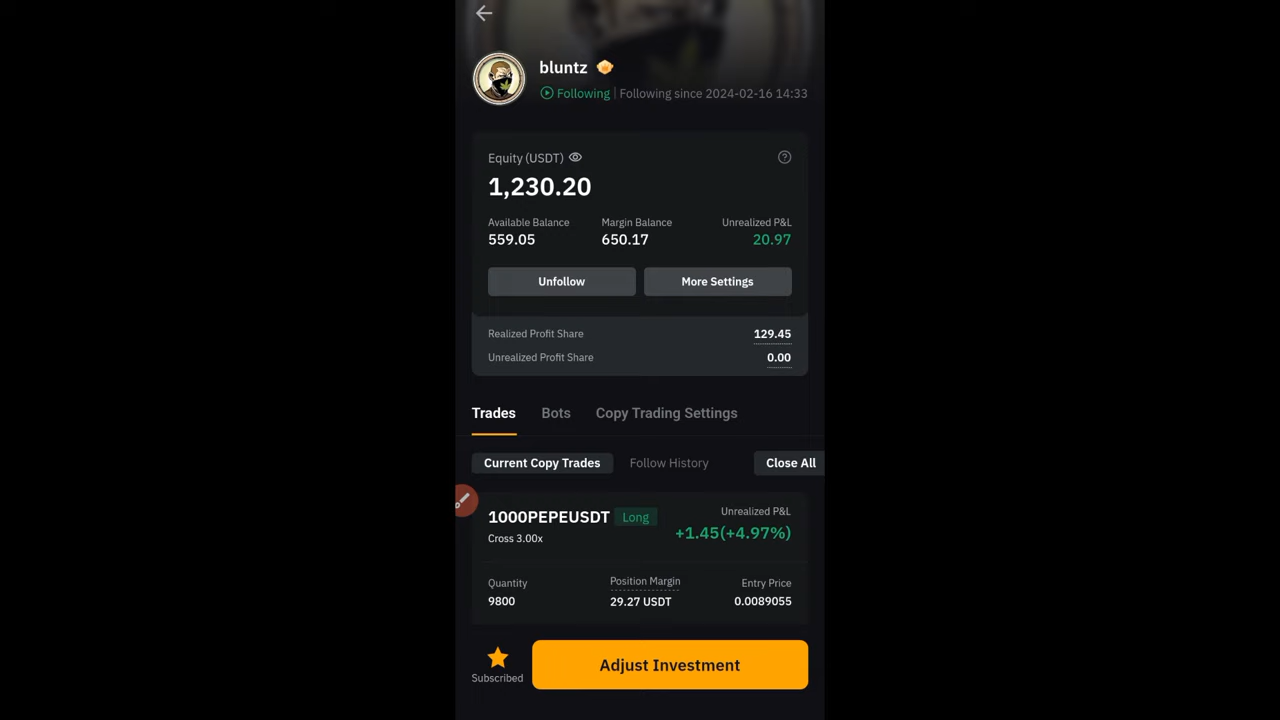 bluntz
Following | Following since 2024-02-16 14:33
Equity (USDT)
1,230.20
Available Balance Margin Balance Unrealized P&L
559.05 650.17 20.97
Unfollow More Settings
Realized Profit Share 129.45
Unrealized Profit Share 0.00
Trades Bots Copy Trading Settings
Current Copy Trades Follow History Close All
1000PEPEUSDT Long Unrealized P&L
Cross 3.00x +1.45(+4.97%)
Quantity Position Margin Entry Price
9800 29.27 USDT 0.0089055
Subscribed Adjust Investment